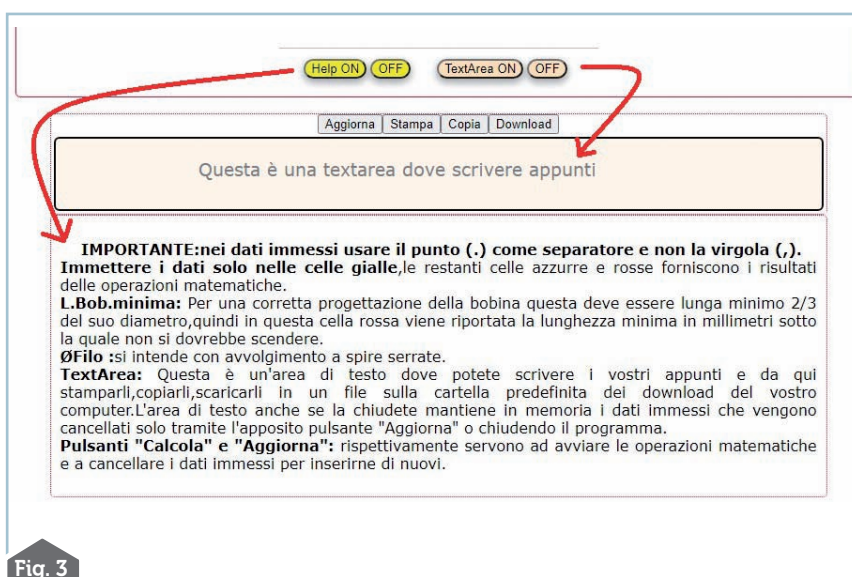 Help ON OFF TextArea ON OFF
Aggiorna Stampa Copia Download
Questa è una textarea dove scrivere appunti
IMPORTANTE:nei dati immessi usare il punto (.) come separatore e non la virgola (,).
Immettere i dati solo nelle celle gialle,le restanti celle azzurre e rosse forniscono i risultati
delle operazioni matematiche.
L.Bob.minima: Per una corretta progettazione della bobina questa deve essere lunga minimo 2/3
del suo diametro,quindi in questa cella rossa viene riportata la lunghezza minima in millimetri sotto
la quale non si dovrebbe scendere.
ØFilo :si intende con avvolgimento a spire serrate.
TextArea: Questa è un'area di testo dove potete scrivere i vostri appunti e da qui
stamparli,copiarli,scaricarli in un file sulla cartella predefinita dei download del vostro
computer.L'area di testo anche se la chiudete mantiene in memoria i dati immessi che vengono
cancellati solo tramite l'apposito pulsante "Aggiorna" o chiudendo il programma.
Pulsanti "Calcola" e "Aggiorna": rispettivamente servono ad avviare le operazioni matematiche
e a cancellare i dati immessi per inserirne di nuovi.
Fig. 3